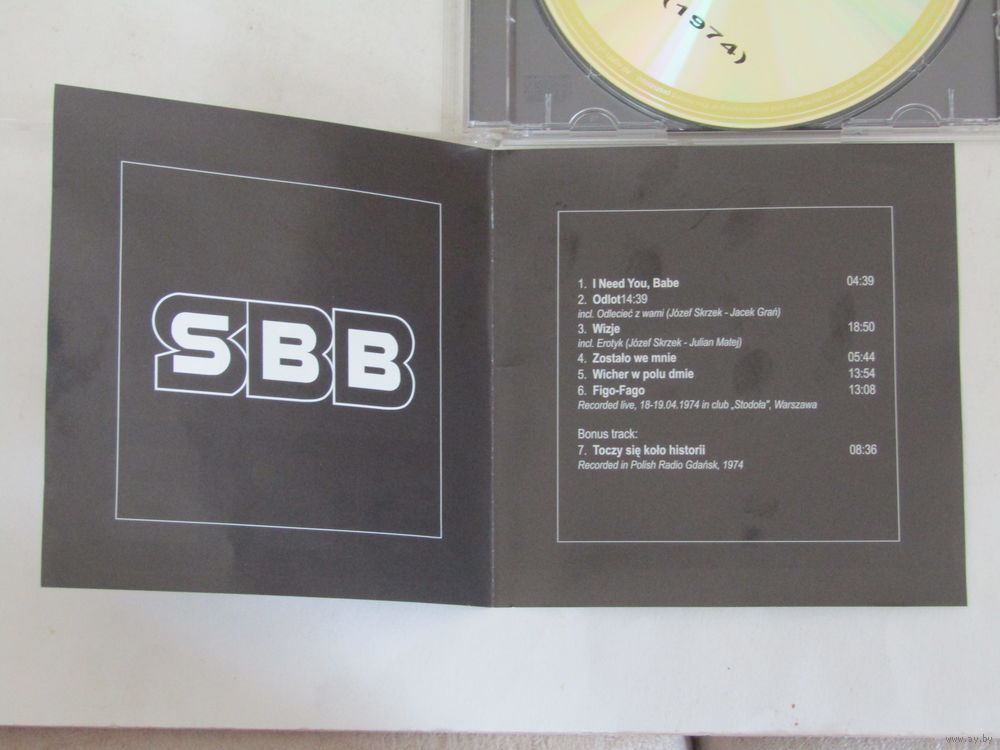 (1974)
SBB
1. I Need You, Babe 04:39
2. Odlot14:39
incl. Odlecieć z wami (Józef Skrzek - Jacek Grań)
3. Wizje 18:50
incl. Erotyk (Józef Skrzek - Julian Matej)
4. Zostało we mnie 05:44
5. Wicher w polu dmie 13:54
6. Figo-Fago 13:08
Recorded live, 18-19.04.1974 in club „Stodoła”, Warszawa
Bonus track:
7. Toczy się koło historii 08:36
Recorded in Polish Radio Gdańsk, 1974
www.ay.by